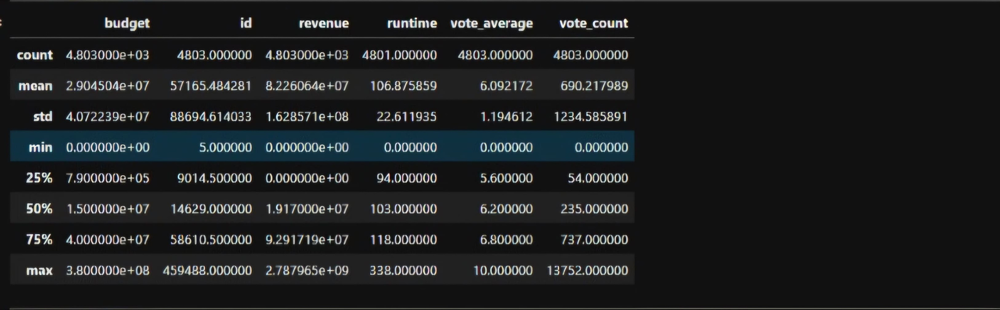 budget id revenue runtime vote_average vote_count
count 4.803000e+03 4803.000000 4.803000e+03 4801.000000 4803.000000 4803.000000
mean 2.904504e+07 57165.484281 8.226064e+07 106.875859 6.092172 690.217989
std 4.072239e+07 88694.614033 1.628571e+08 22.611935 1.194612 1234.585891
min 0.000000e+00 5.000000 0.000000e+00 0.000000 0.000000 0.000000
25% 7.900000e+05 9014.500000 0.000000e+00 94.000000 5.600000 54.000000
50% 1.500000e+07 14629.000000 1.917000e+07 103.000000 6.200000 235.000000
75% 4.000000e+07 58610.500000 9.291719e+07 118.000000 6.800000 737.000000
max 3.800000e+08 459488.000000 2.787965e+09 338.000000 10.000000 13752.000000